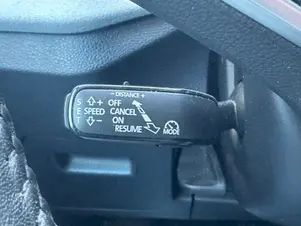 - DISTANCE +
S ⇧+ OFF
E SPEED CANCEL
ON
T ⇩- RESUME
MODE